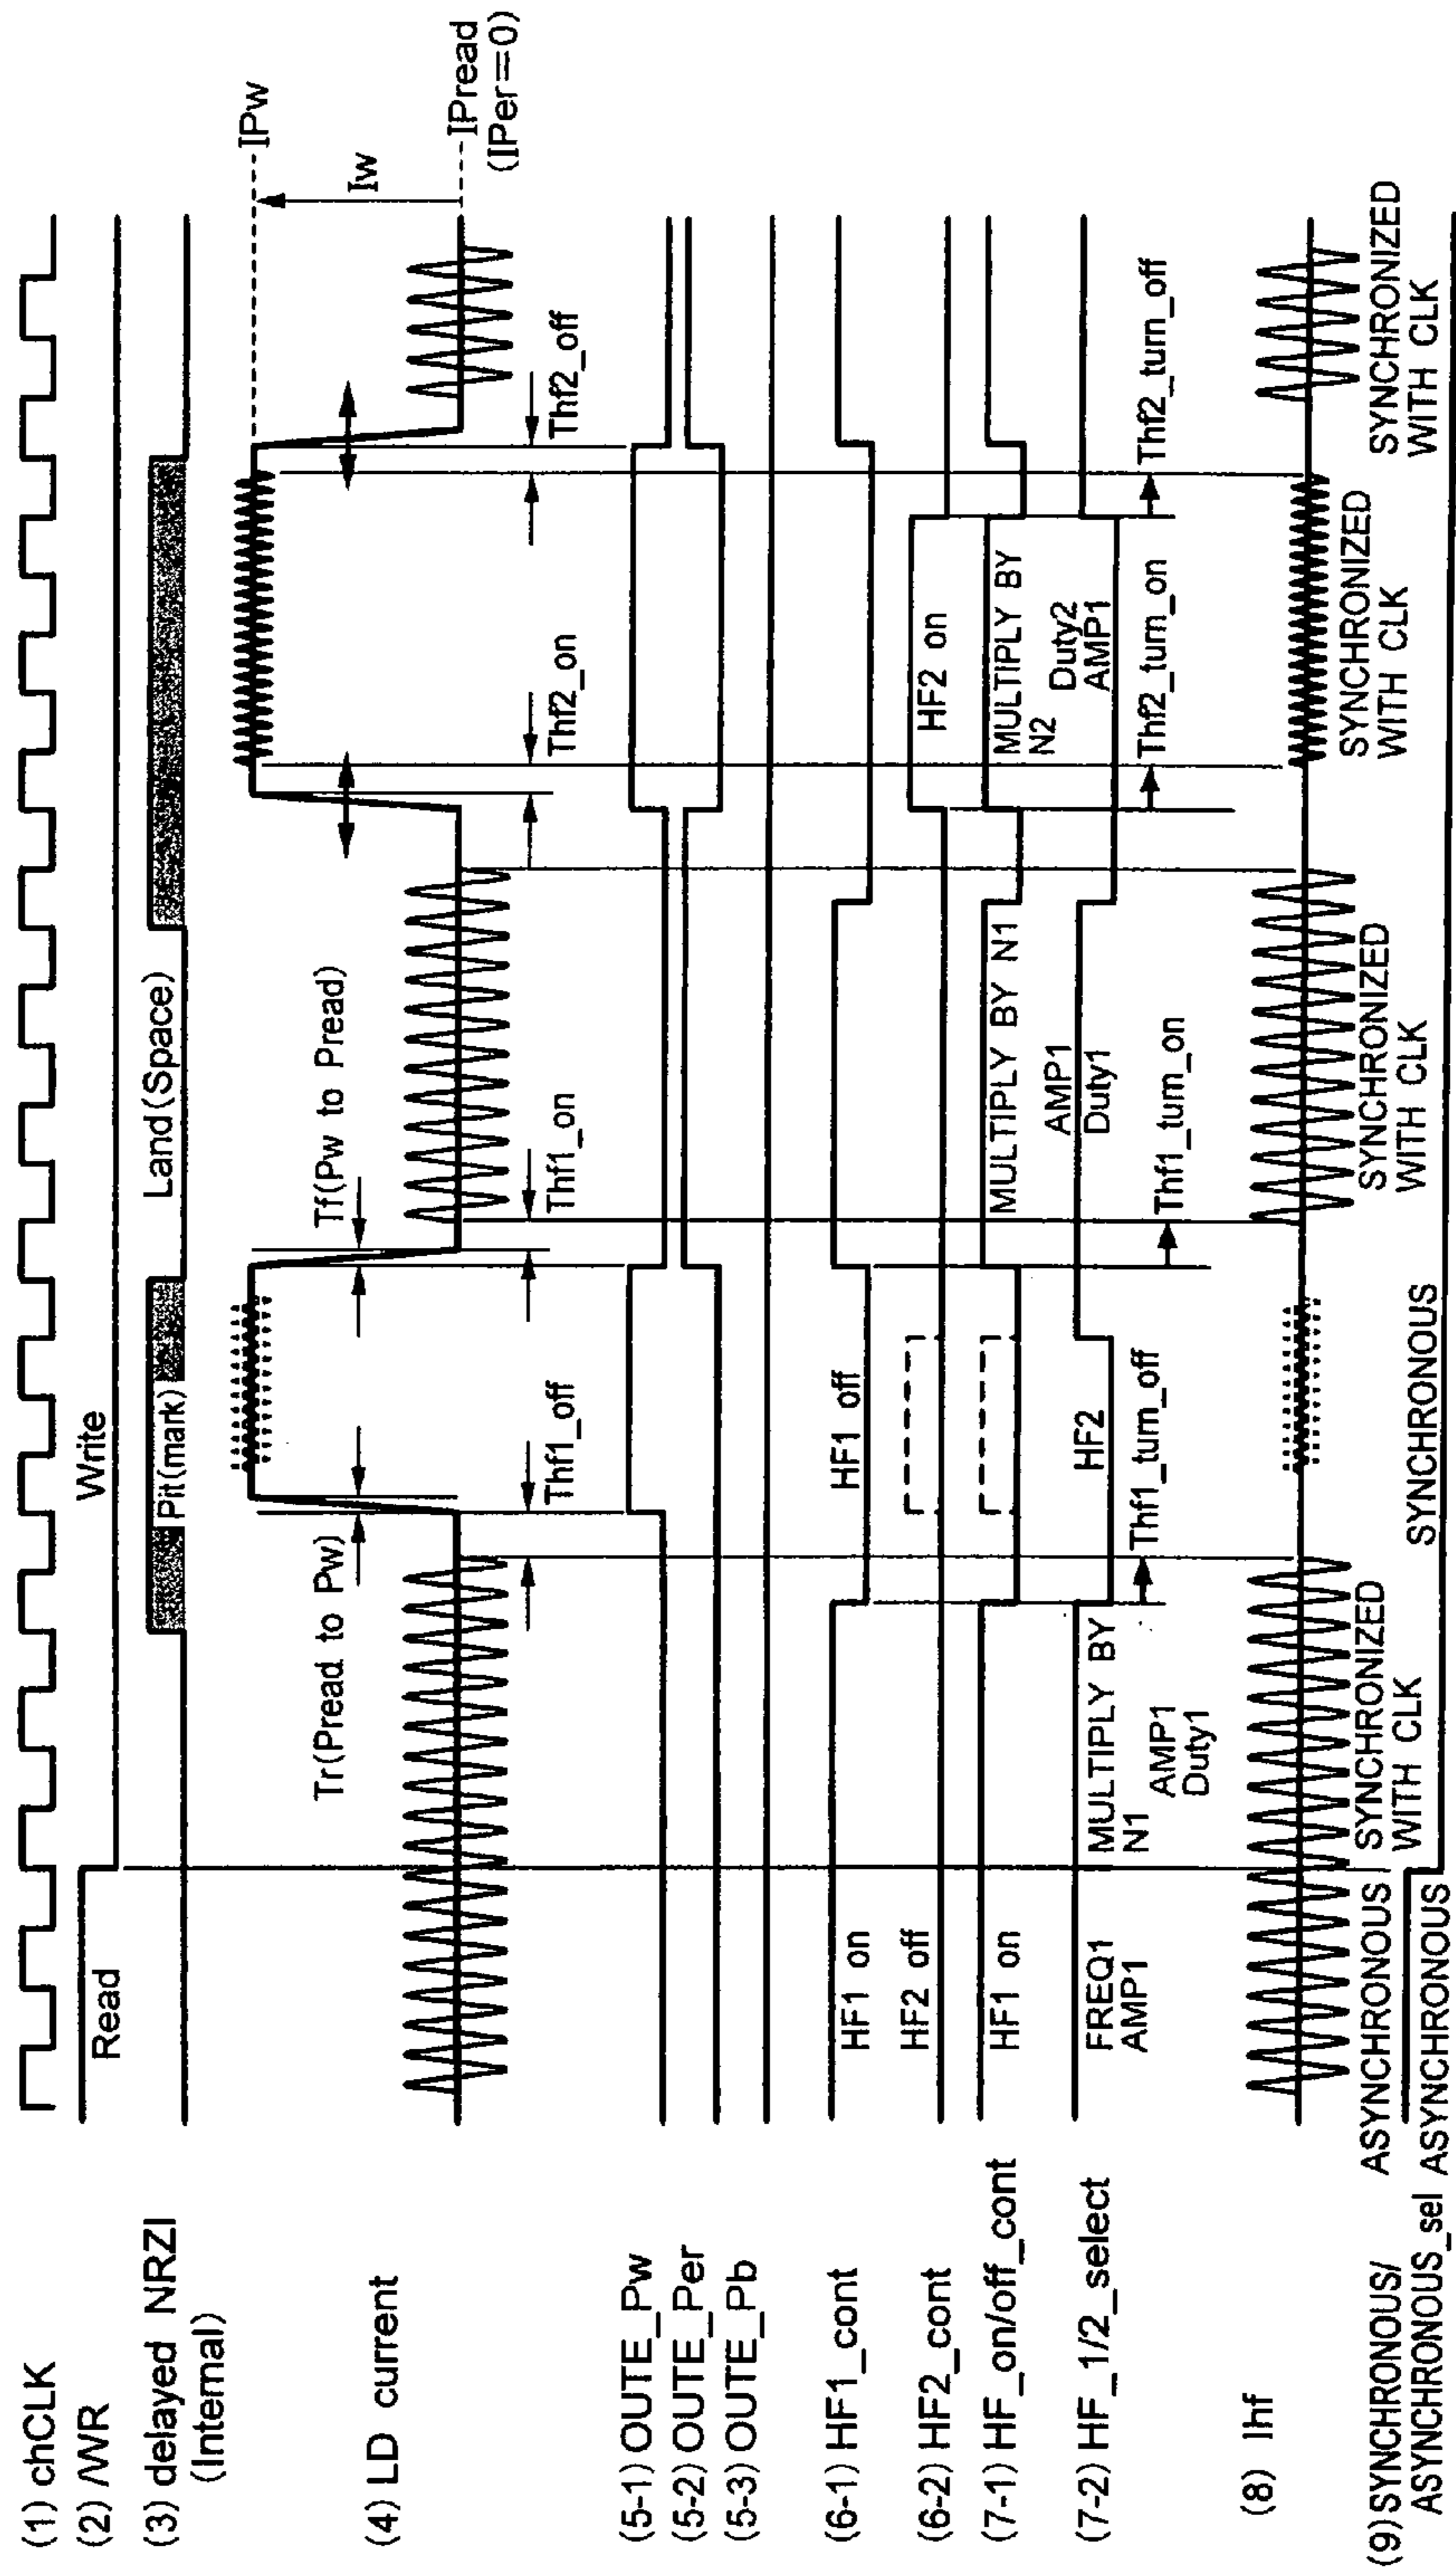 (1) chCLK
(2) /WR
Read
Write
(3) delayed NRZI
(Internal)
Pit(mark)
Land(Space)
(4) LD current
Tr(Pread to Pw)
Tf(Pw to Pread)
Thf1_off
Thf1_on
Thf2_on
Thf2_off
IPw
Iw
IPread
(IPer=0)
(5-1) OUTE_Pw
(5-2) OUTE_Per
(5-3) OUTE_Pb
(6-1) HF1_cont
HF1 on
HF1 off
(6-2) HF2_cont
HF2 off
HF2 on
(7-1) HF_on/off_cont
HF1 on
MULTIPLY BY N1
MULTIPLY BY
N2
(7-2) HF_1/2_select
FREQ1
AMP1
MULTIPLY BY
N1
AMP1
Duty1
HF2
AMP1
Duty1
Duty2
AMP1
Thf1_turn_off
Thf1_turn_on
Thf2_turn_on
Thf2_turn_off
(8) Ihf
ASYNCHRONOUS
SYNCHRONIZED
WITH CLK
SYNCHRONIZED
WITH CLK
SYNCHRONIZED
WITH CLK
SYNCHRONIZED
WITH CLK
(9) SYNCHRONOUS/
ASYNCHRONOUS_sel
ASYNCHRONOUS
SYNCHRONOUS